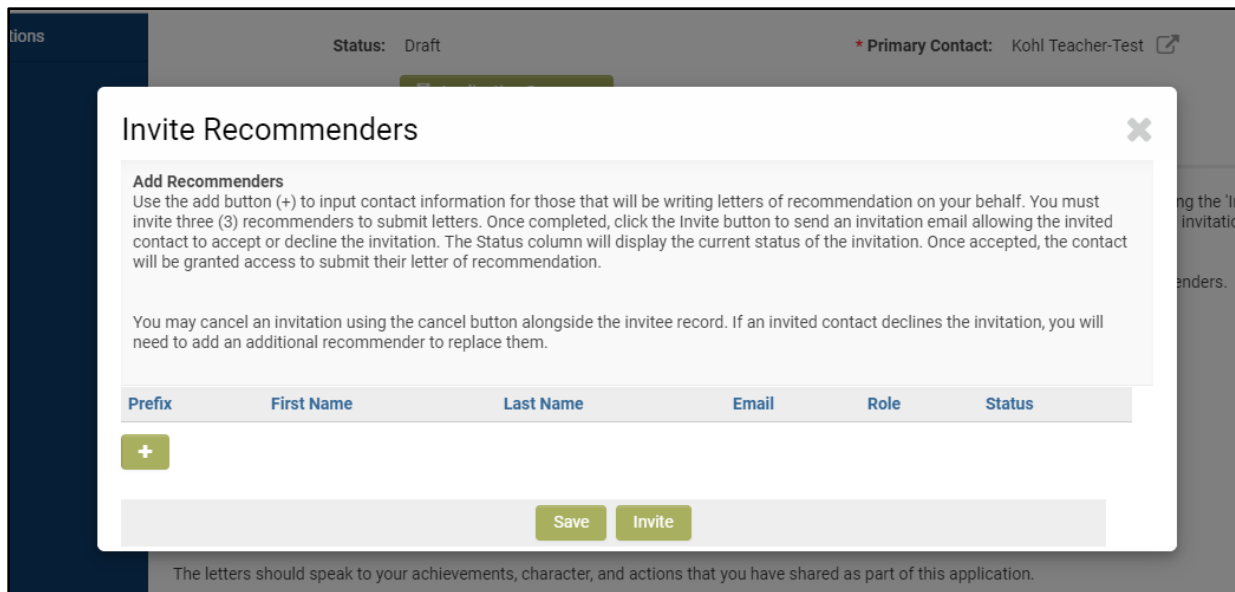 tions
Status: Draft
* Primary Contact: Kohl Teacher-Test
Invite Recommenders
Add Recommenders
Use the add button (+) to input contact information for those that will be writing letters of recommendation on your behalf. You must
invite three (3) recommenders to submit letters. Once completed, click the Invite button to send an invitation email allowing the invited
contact to accept or decline the invitation. The Status column will display the current status of the invitation. Once accepted, the contact
will be granted access to submit their letter of recommendation.
You may cancel an invitation using the cancel button alongside the invitee record. If an invited contact declines the invitation, you will
need to add an additional recommender to replace them.
ng the 'I
invitatio
enders.
Prefix First Name Last Name Email Role Status
+
Save Invite
The letters should speak to your achievements, character, and actions that you have shared as part of this application.